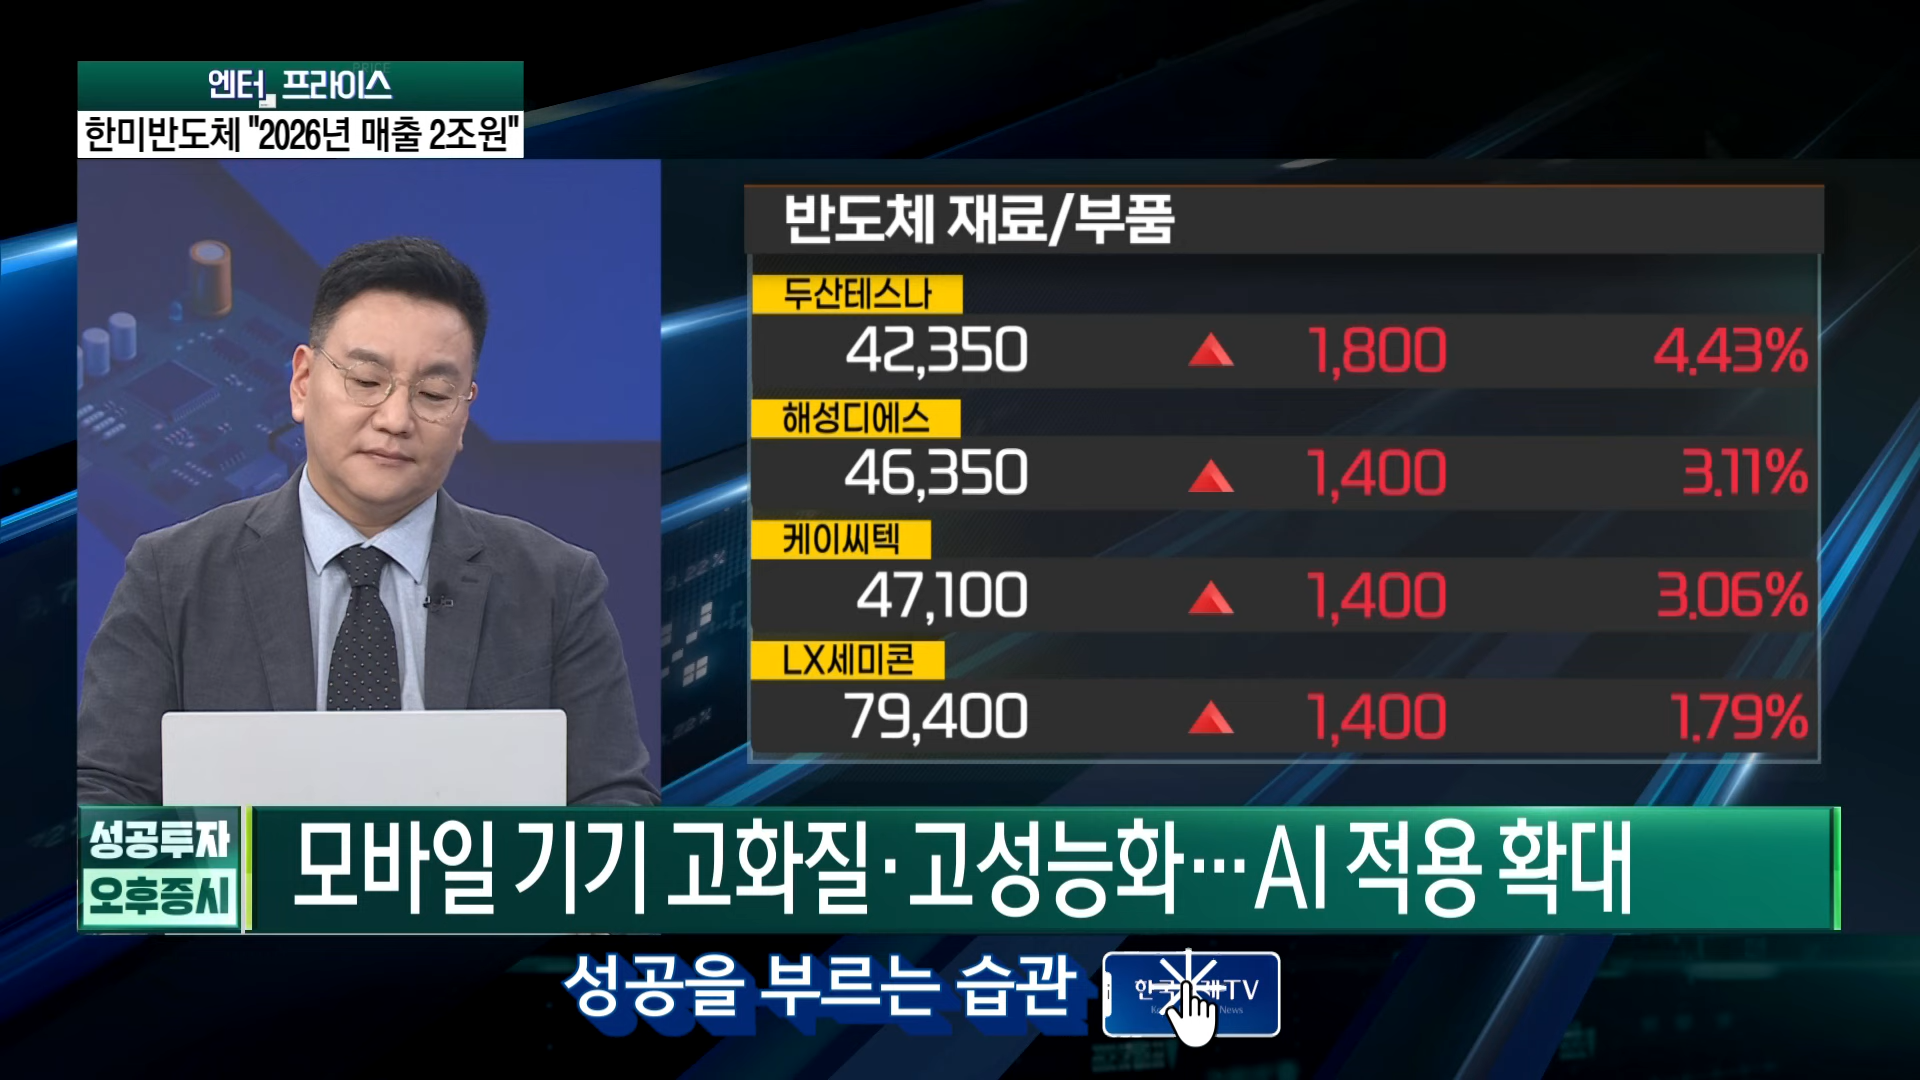 엔터프라이스
PRICE
한미반도체 "2026년 매출 2조원"
반도체 재료/부품
두산테스나
42,350 ▲ 1,800 4.43%
해성디에스
46,350 ▲ 1,400 3.11%
케이씨텍
47,100 ▲ 1,400 3.06%
LX세미콘
79,400 ▲ 1,400 1.79%
성공투자
오후증시
모바일 기기 고화질·고성능화…AI 적용 확대
성공을 부르는 습관
TV
News